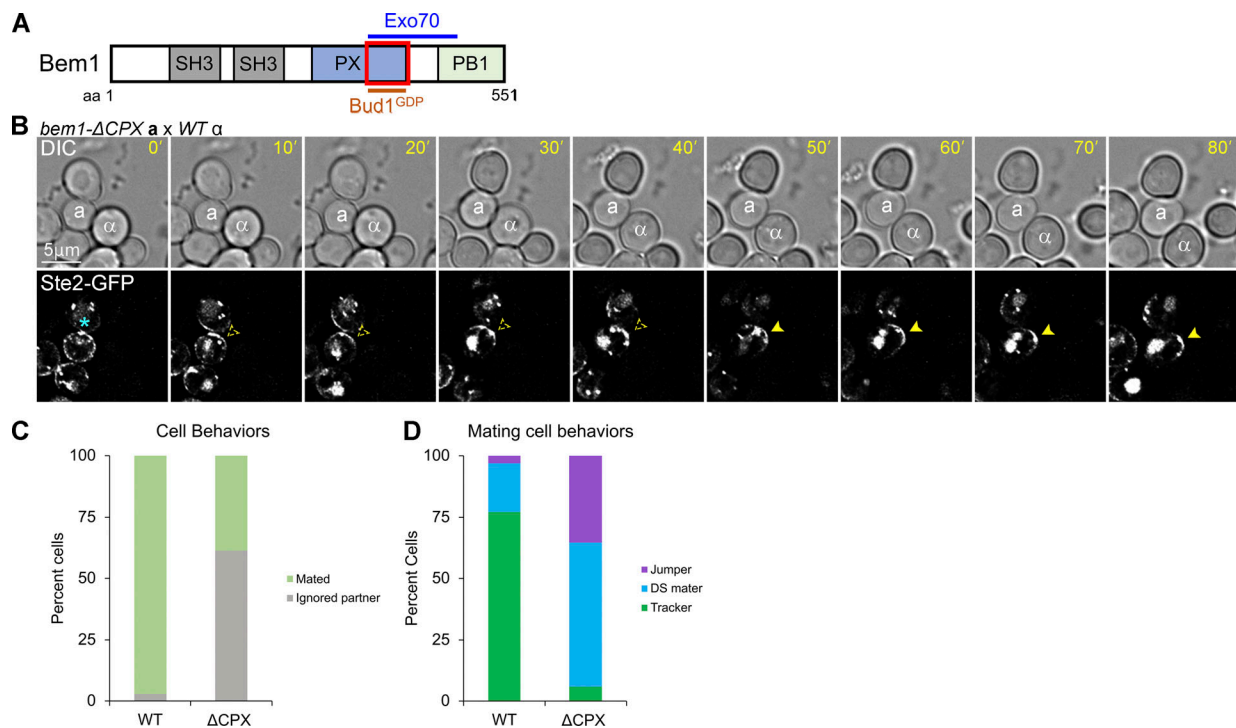 A
Exo70
Bem1
SH3 SH3 PX PB1
aa 1 551
Bud1GDP
B
bem1-ΔCPX a x WT α
DIC 0′ 10′ 20′ 30′ 40′ 50′ 60′ 70′ 80′
a α a α a α a α a α a α a α a α a α
5μm
Ste2-GFP
*
C Cell Behaviors
Percent cells
100
75
50
25
0
WT ΔCPX
Mated
Ignored partner
D Mating cell behaviors
Percent Cells
100
75
50
25
0
WT ΔCPX
Jumper
DS mater
Tracker